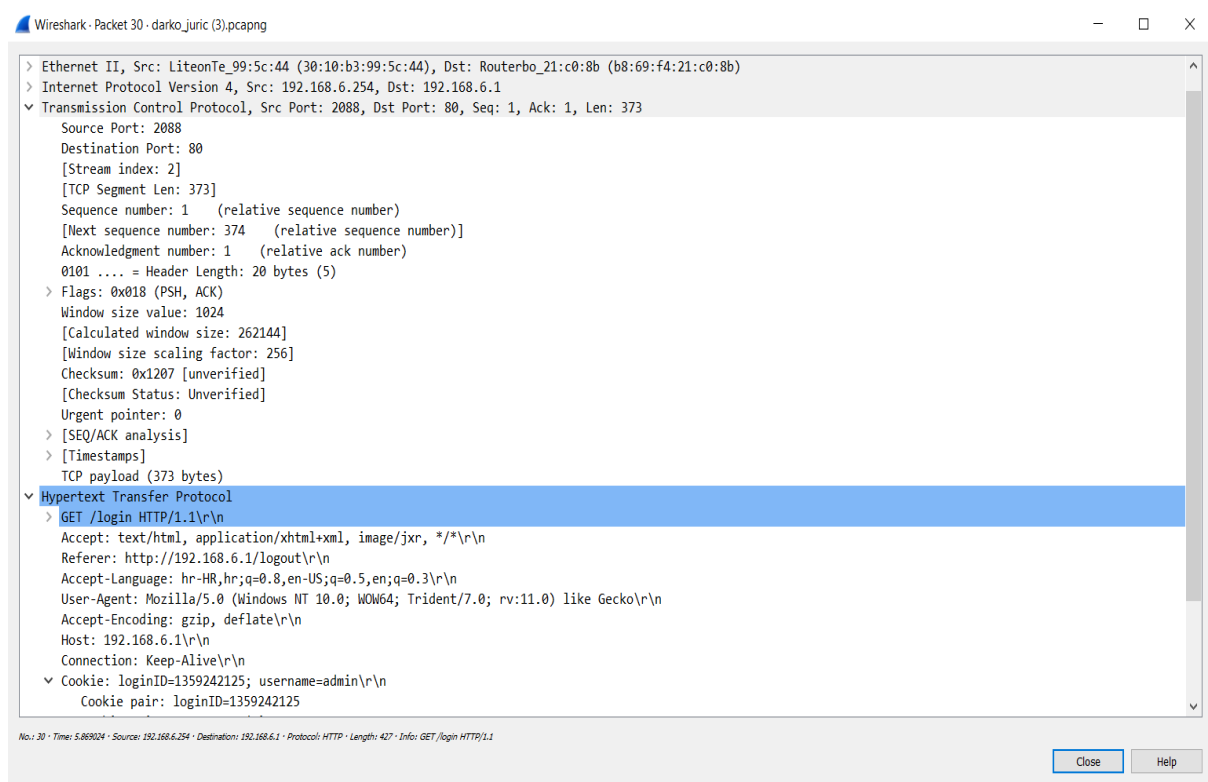 Wireshark · Packet 30 · darko_juric (3).pcapng
Ethernet II, Src: LiteonTe_99:5c:44 (30:10:b3:99:5c:44), Dst: Routerbo_21:c0:8b (b8:69:f4:21:c0:8b)
Internet Protocol Version 4, Src: 192.168.6.254, Dst: 192.168.6.1
Transmission Control Protocol, Src Port: 2088, Dst Port: 80, Seq: 1, Ack: 1, Len: 373
Source Port: 2088
Destination Port: 80
[Stream index: 2]
[TCP Segment Len: 373]
Sequence number: 1 (relative sequence number)
[Next sequence number: 374 (relative sequence number)]
Acknowledgment number: 1 (relative ack number)
0101 .... = Header Length: 20 bytes (5)
Flags: 0x018 (PSH, ACK)
Window size value: 1024
[Calculated window size: 262144]
[Window size scaling factor: 256]
Checksum: 0x1207 [unverified]
[Checksum Status: Unverified]
Urgent pointer: 0
[SEQ/ACK analysis]
[Timestamps]
TCP payload (373 bytes)
Hypertext Transfer Protocol
GET /login HTTP/1.1\r\n
Accept: text/html, application/xhtml+xml, image/jxr, */*\r\n
Referer: http://192.168.6.1/logout\r\n
Accept-Language: hr-HR,hr;q=0.8,en-US;q=0.5,en;q=0.3\r\n
User-Agent: Mozilla/5.0 (Windows NT 10.0; WOW64; Trident/7.0; rv:11.0) like Gecko\r\n
Accept-Encoding: gzip, deflate\r\n
Host: 192.168.6.1\r\n
Connection: Keep-Alive\r\n
Cookie: loginID=1359242125; username=admin\r\n
Cookie pair: loginID=1359242125
No.: 30 · Time: 5.869024 · Source: 192.168.6.254 · Destination: 192.168.6.1 · Protocol: HTTP · Length: 427 · Info: GET /login HTTP/1.1
Close Help